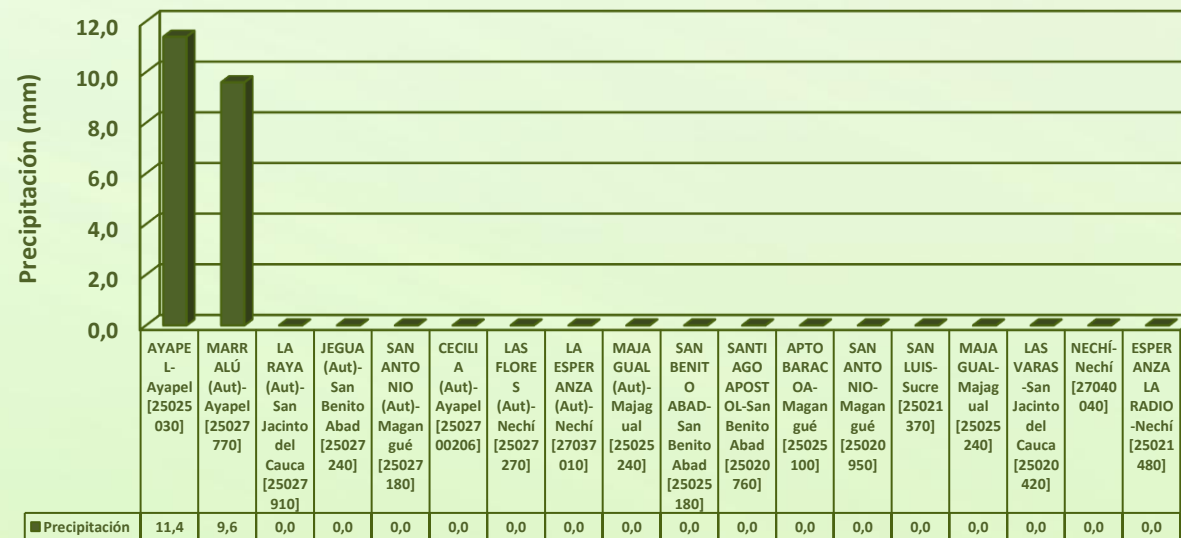 12,0
10,0
8,0
6,0
4,0
2,0
0,0
Precipitación (mm)
AYAPE
L-
Ayapel
[25025
030]
MARR
ALÚ
(Aut)-
Ayapel
[25027
770]
LA
RAYA
(Aut)-
San
Jacinto
del
Cauca
[25027
910]
JEGUA
(Aut)-
San
Benito
Abad
[25027
240]
SAN
ANTO
NIO
(Aut)-
Magan
gué
[25027
180]
CECILI
A
(Aut)-
Ayapel
[25027
00206]
LAS
FLORE
S
(Aut)-
Nechí
[25027
270]
LA
ESPER
ANZA
(Aut)-
Nechí
[27037
010]
MAJA
GUAL
(Aut)-
Majag
ual
[25025
240]
SAN
BENIT
O
ABAD-
San
Benito
Abad
[25025
180]
SANTI
AGO
APOST
OL-San
Benito
Abad
[25020
760]
APTO
BARAC
OA-
Magan
gué
[25025
100]
SAN
ANTO
NIO-
Magan
gué
[25020
950]
SAN
LUIS-
Sucre
[25021
370]
MAJA
GUAL-
Majag
ual
[25025
240]
LAS
VARAS
-San
Jacinto
del
Cauca
[25020
420]
NECHÍ-
Nechí
[27040
040]
ESPER
ANZA
LA
RADIO
-Nechí
[25021
480]
Precipitación 11,4 9,6 0,0 0,0 0,0 0,0 0,0 0,0 0,0 0,0 0,0 0,0 0,0 0,0 0,0 0,0 0,0 0,0